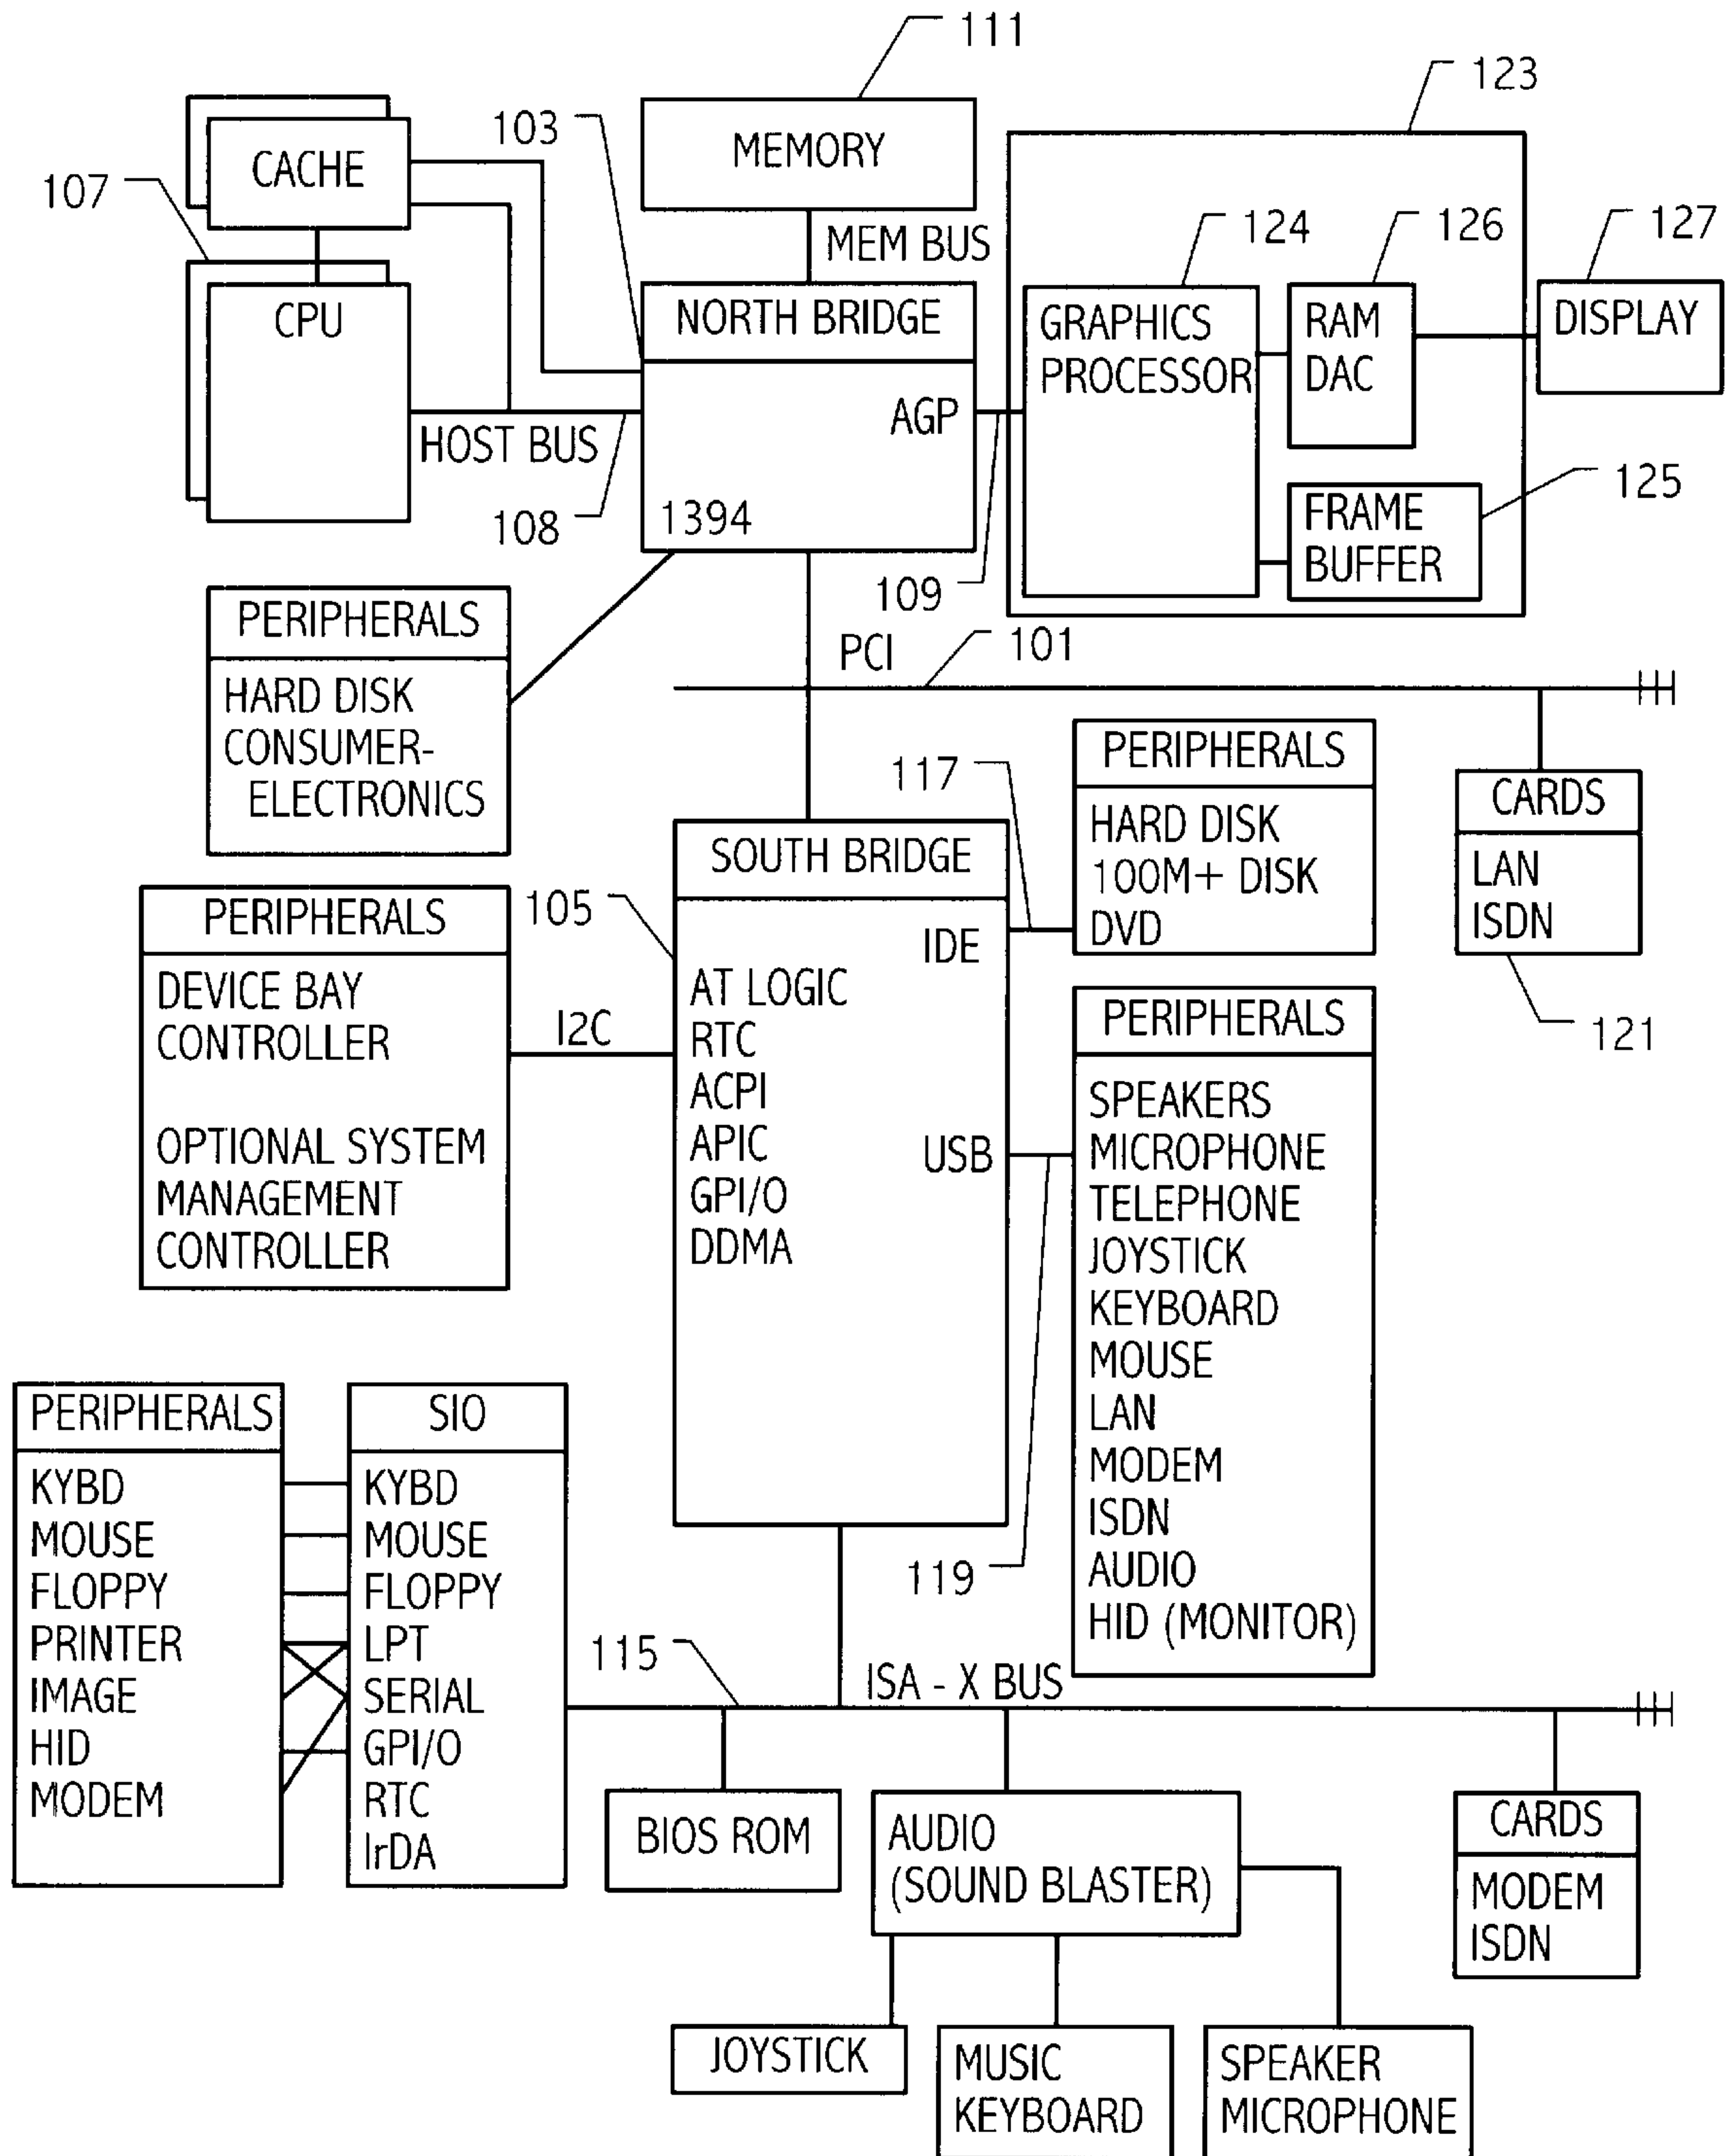 111
123
103
MEMORY
CACHE
107
124
126
127
MEM BUS
CPU
NORTH BRIDGE
GRAPHICS
PROCESSOR
RAM
DAC
DISPLAY
AGP
HOST BUS
108
1394
FRAME
BUFFER
125
109
PERIPHERALS
HARD DISK
CONSUMER-
ELECTRONICS
PCI
101
117
PERIPHERALS
HARD DISK
100M+ DISK
DVD
CARDS
LAN
ISDN
121
SOUTH BRIDGE
105
IDE
AT LOGIC
RTC
ACPI
APIC
GPI/O
DDMA
USB
PERIPHERALS
DEVICE BAY
CONTROLLER
OPTIONAL SYSTEM
MANAGEMENT
CONTROLLER
I2C
PERIPHERALS
SPEAKERS
MICROPHONE
TELEPHONE
JOYSTICK
KEYBOARD
MOUSE
LAN
MODEM
ISDN
AUDIO
HID (MONITOR)
119
PERIPHERALS
KYBD
MOUSE
FLOPPY
PRINTER
IMAGE
HID
MODEM
SIO
KYBD
MOUSE
FLOPPY
LPT
SERIAL
GPI/O
RTC
IrDA
115
ISA - X BUS
BIOS ROM
AUDIO
(SOUND BLASTER)
CARDS
MODEM
ISDN
JOYSTICK
MUSIC
KEYBOARD
SPEAKER
MICROPHONE